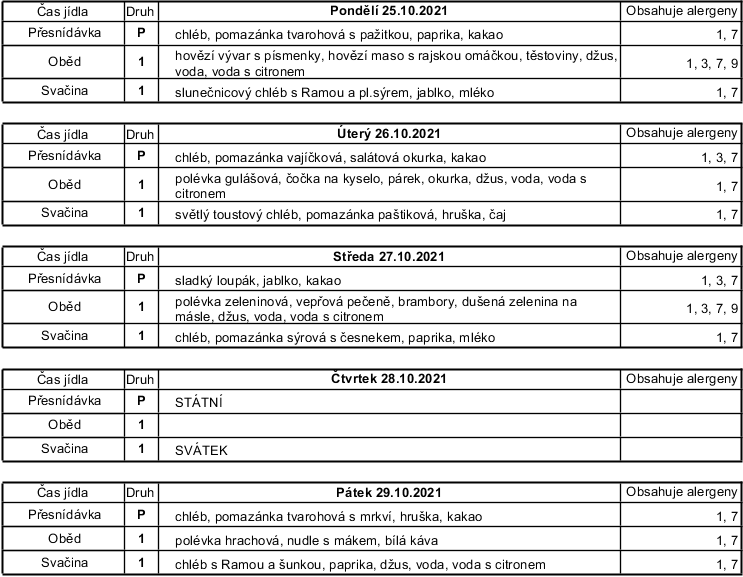 Čas jídla Druh Pondělí 25.10.2021 Obsahuje alergeny
Přesnídávka P chléb, pomazánka tvarohová s pažitkou, paprika, kakao 1, 7
Oběd 1 hovězí vývar s písmenky, hovězí maso s rajskou omáčkou, těstoviny, džus, 1, 3, 7, 9
voda, voda s citronem
Svačina 1 slunečnicový chléb s Ramou a pl.sýrem, jablko, mléko 1, 7
Čas jídla Druh Úterý 26.10.2021 Obsahuje alergeny
Přesnídávka P chléb, pomazánka vajíčková, salátová okurka, kakao 1, 3, 7
Oběd 1 polévka gulášová, čočka na kyselo, párek, okurka, džus, voda, voda s 1, 7
citronem
Svačina 1 světlý toustový chléb, pomazánka paštiková, hruška, čaj 1, 7
Čas jídla Druh Středa 27.10.2021 Obsahuje alergeny
Přesnídávka P sladký loupák, jablko, kakao 1, 3, 7
Oběd 1 polévka zeleninová, vepřová pečeně, brambory, dušená zelenina na 1, 3, 7, 9
másle, džus, voda, voda s citronem
Svačina 1 chléb, pomazánka sýrová s česnekem, paprika, mléko 1, 7
Čas jídla Druh Čtvrtek 28.10.2021 Obsahuje alergeny
Přesnídávka P STÁTNÍ
Oběd 1
Svačina 1 SVÁTEK
Čas jídla Druh Pátek 29.10.2021 Obsahuje alergeny
Přesnídávka P chléb, pomazánka tvarohová s mrkví, hruška, kakao 1, 7
Oběd 1 polévka hrachová, nudle s mákem, bílá káva 1, 7
Svačina 1 chléb s Ramou a šunkou, paprika, džus, voda, voda s citronem 1, 7